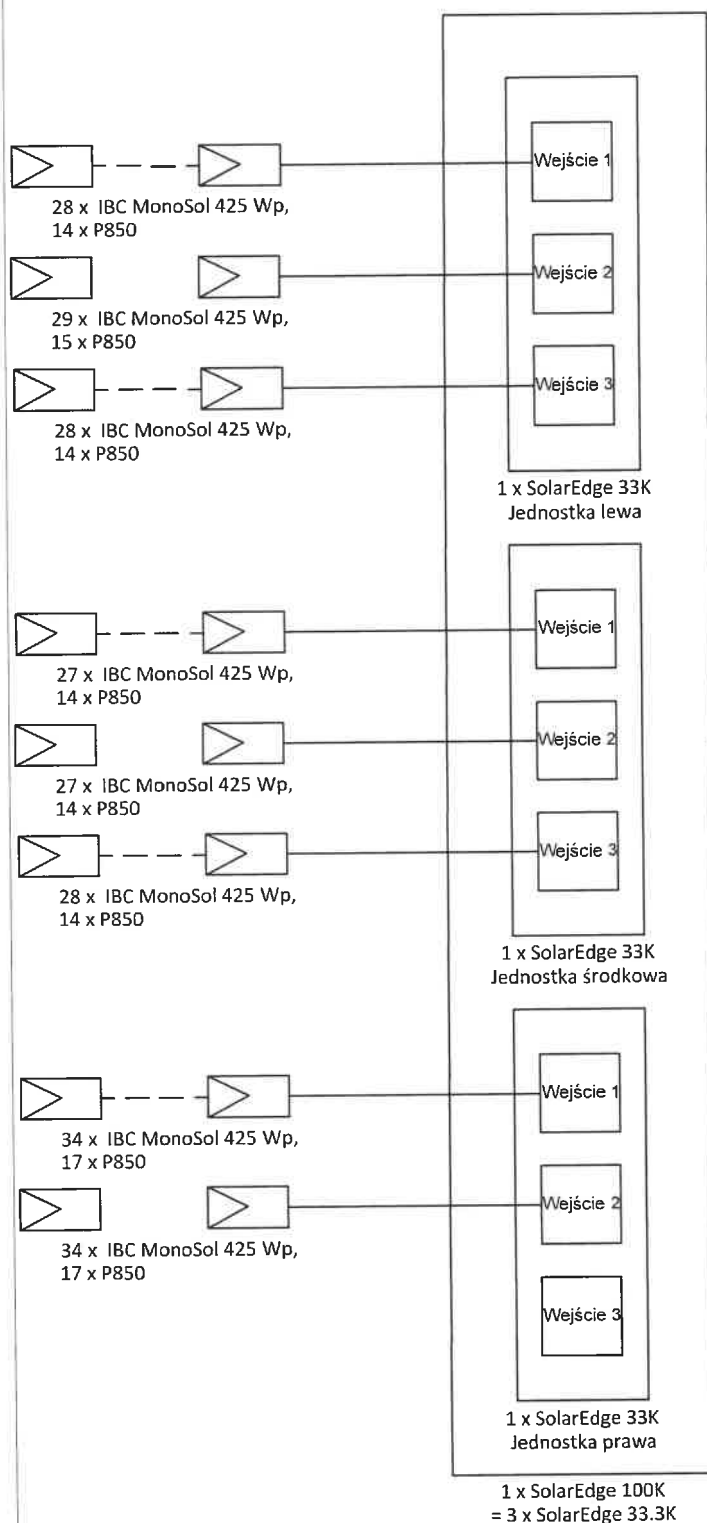 Wejście 1
28 x IBC MonoSol 425 Wp,
14 x P850
Wejście 2
29 x IBC MonoSol 425 Wp,
15 x P850
Wejście 3
28 x IBC MonoSol 425 Wp,
14 x P850
1 x SolarEdge 33K
Jednostka lewa
Wejście 1
27 x IBC MonoSol 425 Wp,
14 x P850
Wejście 2
27 x IBC MonoSol 425 Wp,
14 x P850
Wejście 3
28 x IBC MonoSol 425 Wp,
14 x P850
1 x SolarEdge 33K
Jednostka środkowa
Wejście 1
34 x IBC MonoSol 425 Wp,
17 x P850
Wejście 2
34 x IBC MonoSol 425 Wp,
17 x P850
Wejście 3
1 x SolarEdge 33K
Jednostka prawa
1 x SolarEdge 100K
= 3 x SolarEdge 33.3K